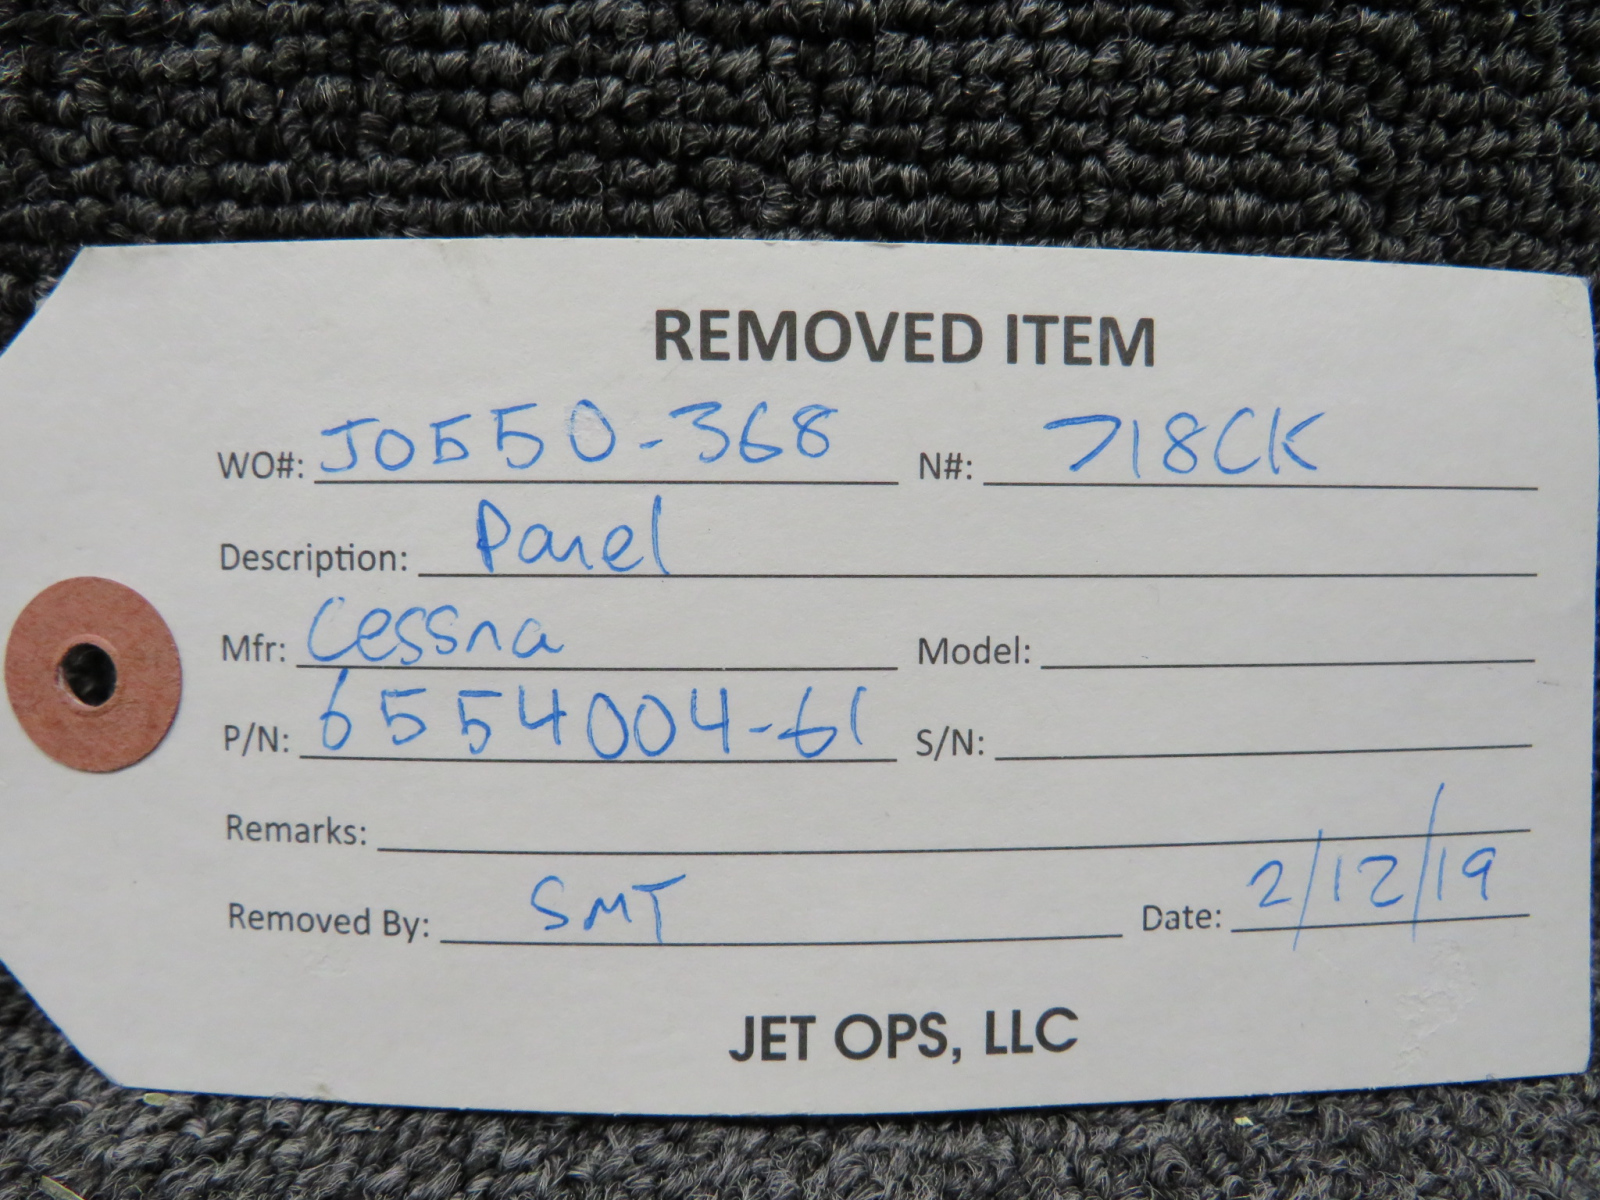 REMOVED ITEM
WO#: JO550-368 N#: 718CK
Description: Panel
Mfr: Cessna Model:
P/N: 6554004-61 S/N:
Remarks:
Removed By: SMT Date: 2/12/19
JET OPS, LLC